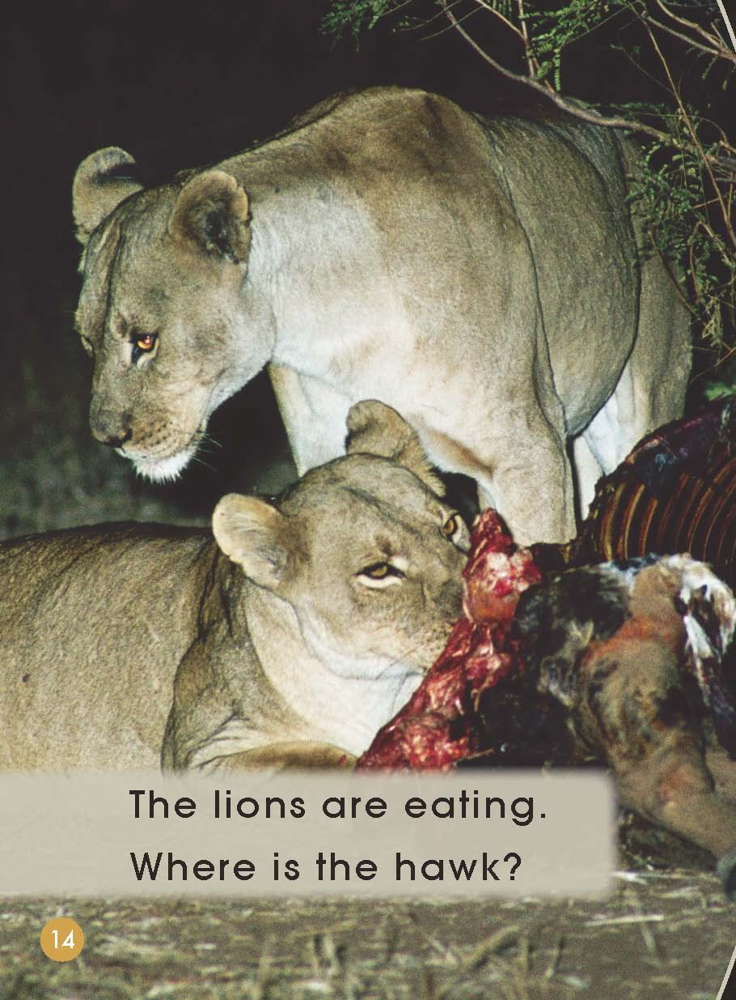 The lions are eating.
Where is the hawk?
14